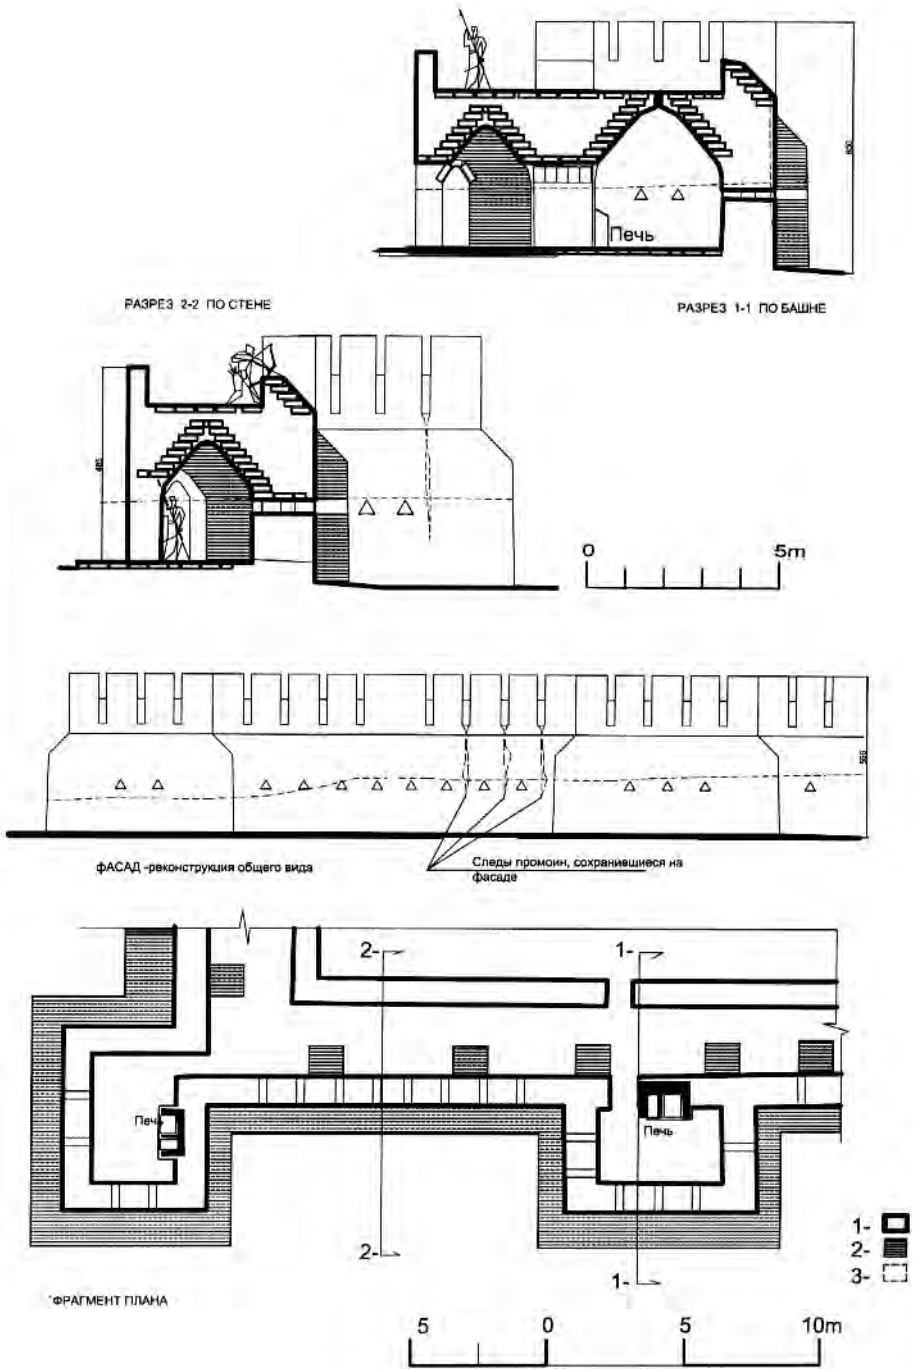 Печь
РАЗРЕЗ 2-2 ПО СТЕНЕ
РАЗРЕЗ 1-1 ПО БАШНЕ
485
0 5m
фАСАД -реконструкция общего вида
Следы промоин, сохранившиеся на
фасаде
2- 1-
Печь
Печь
2-
1-
1-
2-
3-
ФРАГМЕНТ ПЛАНА
5 0 5 10m